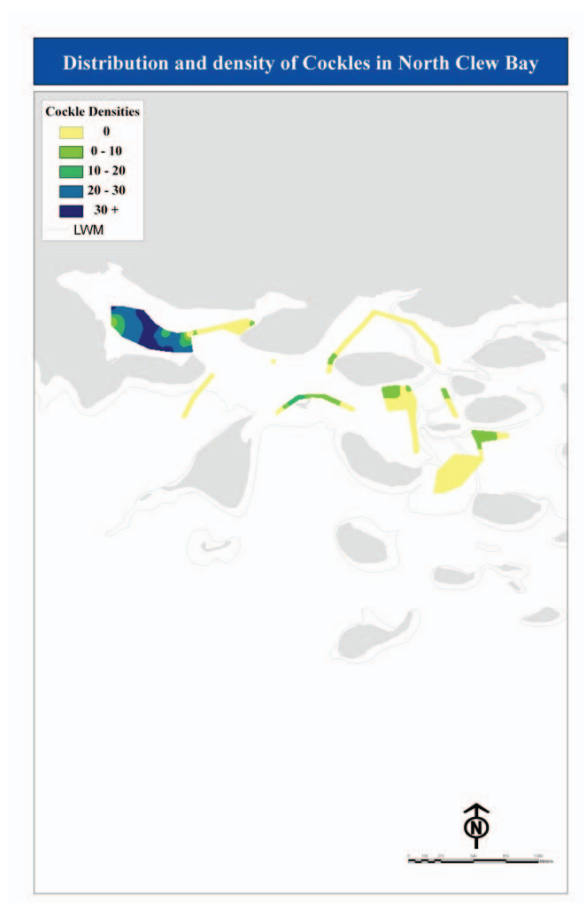 Distribution and density of Cockles in North Clew Bay
Cockle Densities
0
0 - 10
10 - 20
20 - 30
30 +
LWM
N